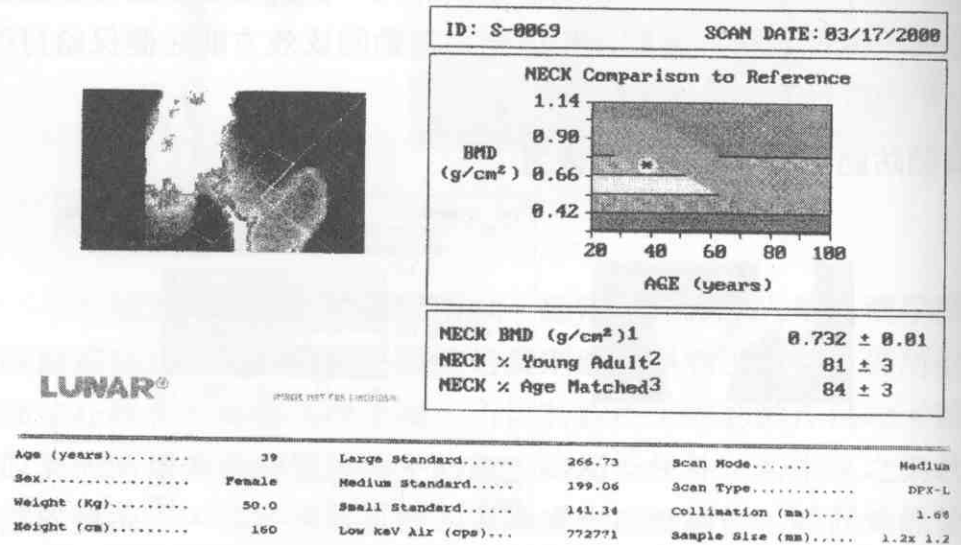 ID: S-0069 SCAN DATE: 03/17/2000
NECK Comparison to Reference
1.14
0.90
BMD
(g/cm²) 0.66
0.42
20 40 60 80 100
AGE (years)
NECK BMD (g/cm²)1 0.732 ± 0.01
NECK % Young Adult2 81 ± 3
NECK % Age Matched3 84 ± 3
LUNAR®
Age (years)...... 39 Large Standard. 266.73 Scan Mode...... Medium
Sex................ Female Medium Standard.... 199.06 Scan Type........... DPX-L
Weight (Kg)........ 50.0 Small Standard..... 141.34 Collimation (mm)..... 1.68
Height (cm)........ 160 Low keV Air (cps)... 772771 Sample Size (mm)..... 1.2x 1.2